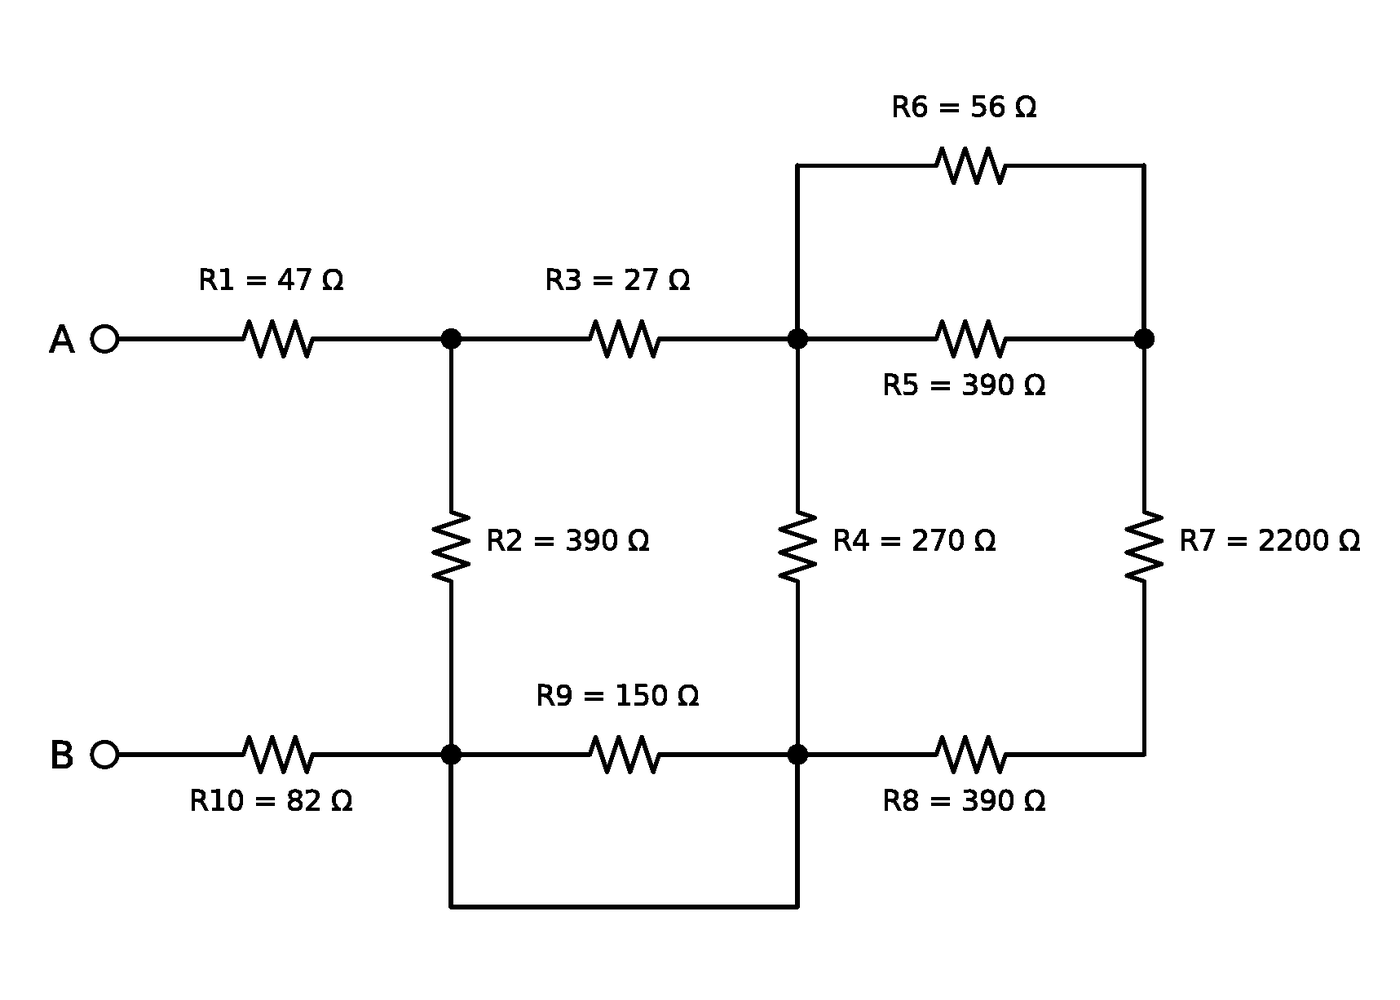 R6 = 56 Ω
R1 = 47 Ω
R3 = 27 Ω
A
R5 = 390 Ω
R2 = 390 Ω
R4 = 270 Ω
R7 = 2200 Ω
R9 = 150 Ω
B
R10 = 82 Ω
R8 = 390 Ω